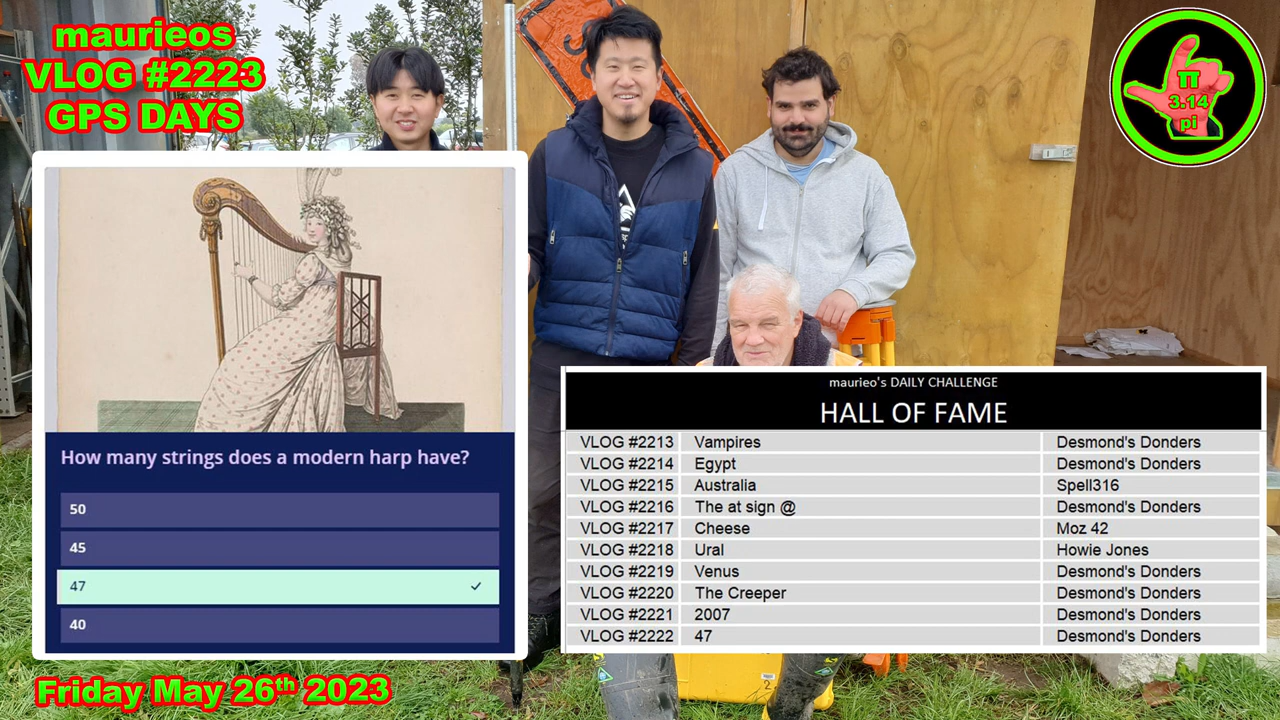 maurieos
VLOG #2223
GPS DAYS
π
3.14
pi
How many strings does a modern harp have?
50
45
47
40
maurieo's DAILY CHALLENGE
HALL OF FAME
VLOG #2213 Vampires Desmond's Donders
VLOG #2214 Egypt Desmond's Donders
VLOG #2215 Australia Spell316
VLOG #2216 The at sign @ Desmond's Donders
VLOG #2217 Cheese Moz 42
VLOG #2218 Ural Howie Jones
VLOG #2219 Venus Desmond's Donders
VLOG #2220 The Creeper Desmond's Donders
VLOG #2221 2007 Desmond's Donders
VLOG #2222 47 Desmond's Donders
Friday May 26th 2023